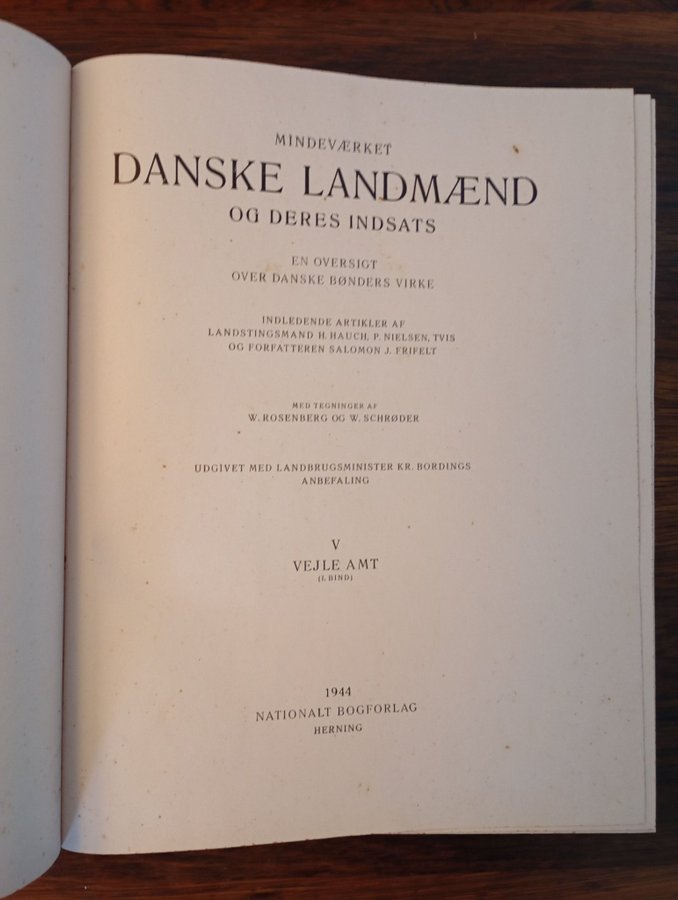 MINDEVÆRKET
DANSKE LANDMÆND
OG DERES INDSATS
EN OVERSIGT
OVER DANSKE BØNDERS VIRKE
INDLEDENDE ARTIKLER AF
LANDSTINGSMAND H. HAUCH, P. NIELSEN, TVIS
OG FORFATTEREN SALOMON J. FRIFELT
MED TEGNINGER AF
W. ROSENBERG OG W. SCHRØDER
UDGIVET MED LANDBRUGSMINISTER KR. BORDINGS
ANBEFALING
V
VEJLE AMT
(I. BIND)
1944
NATIONALT BOGFORLAG
HERNING